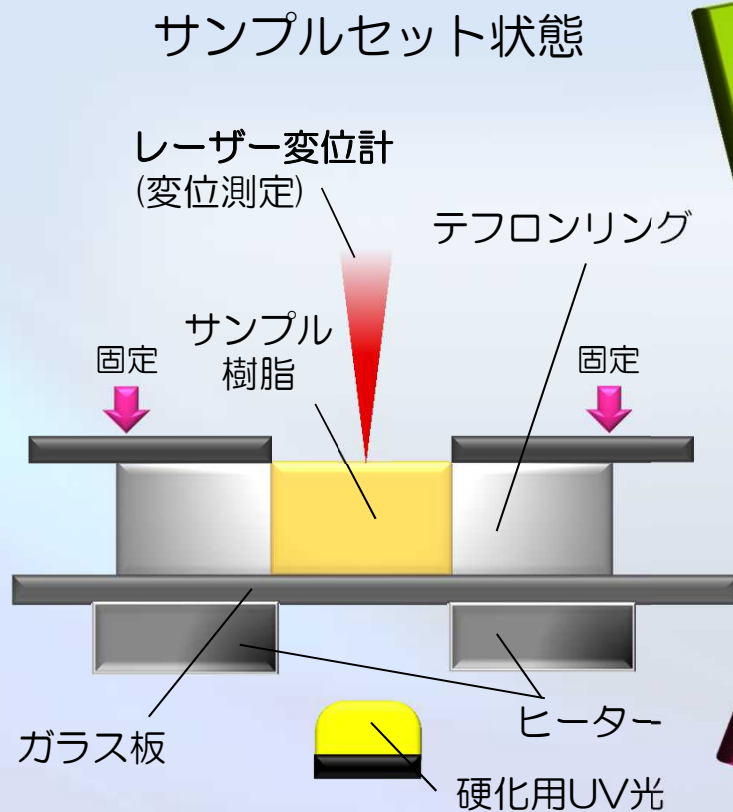 サンプルセット状態
レーザー変位計
(変位測定)
テフロンリング
サンプル
樹脂
固定
固定
ガラス板
ヒーター
硬化用UV光